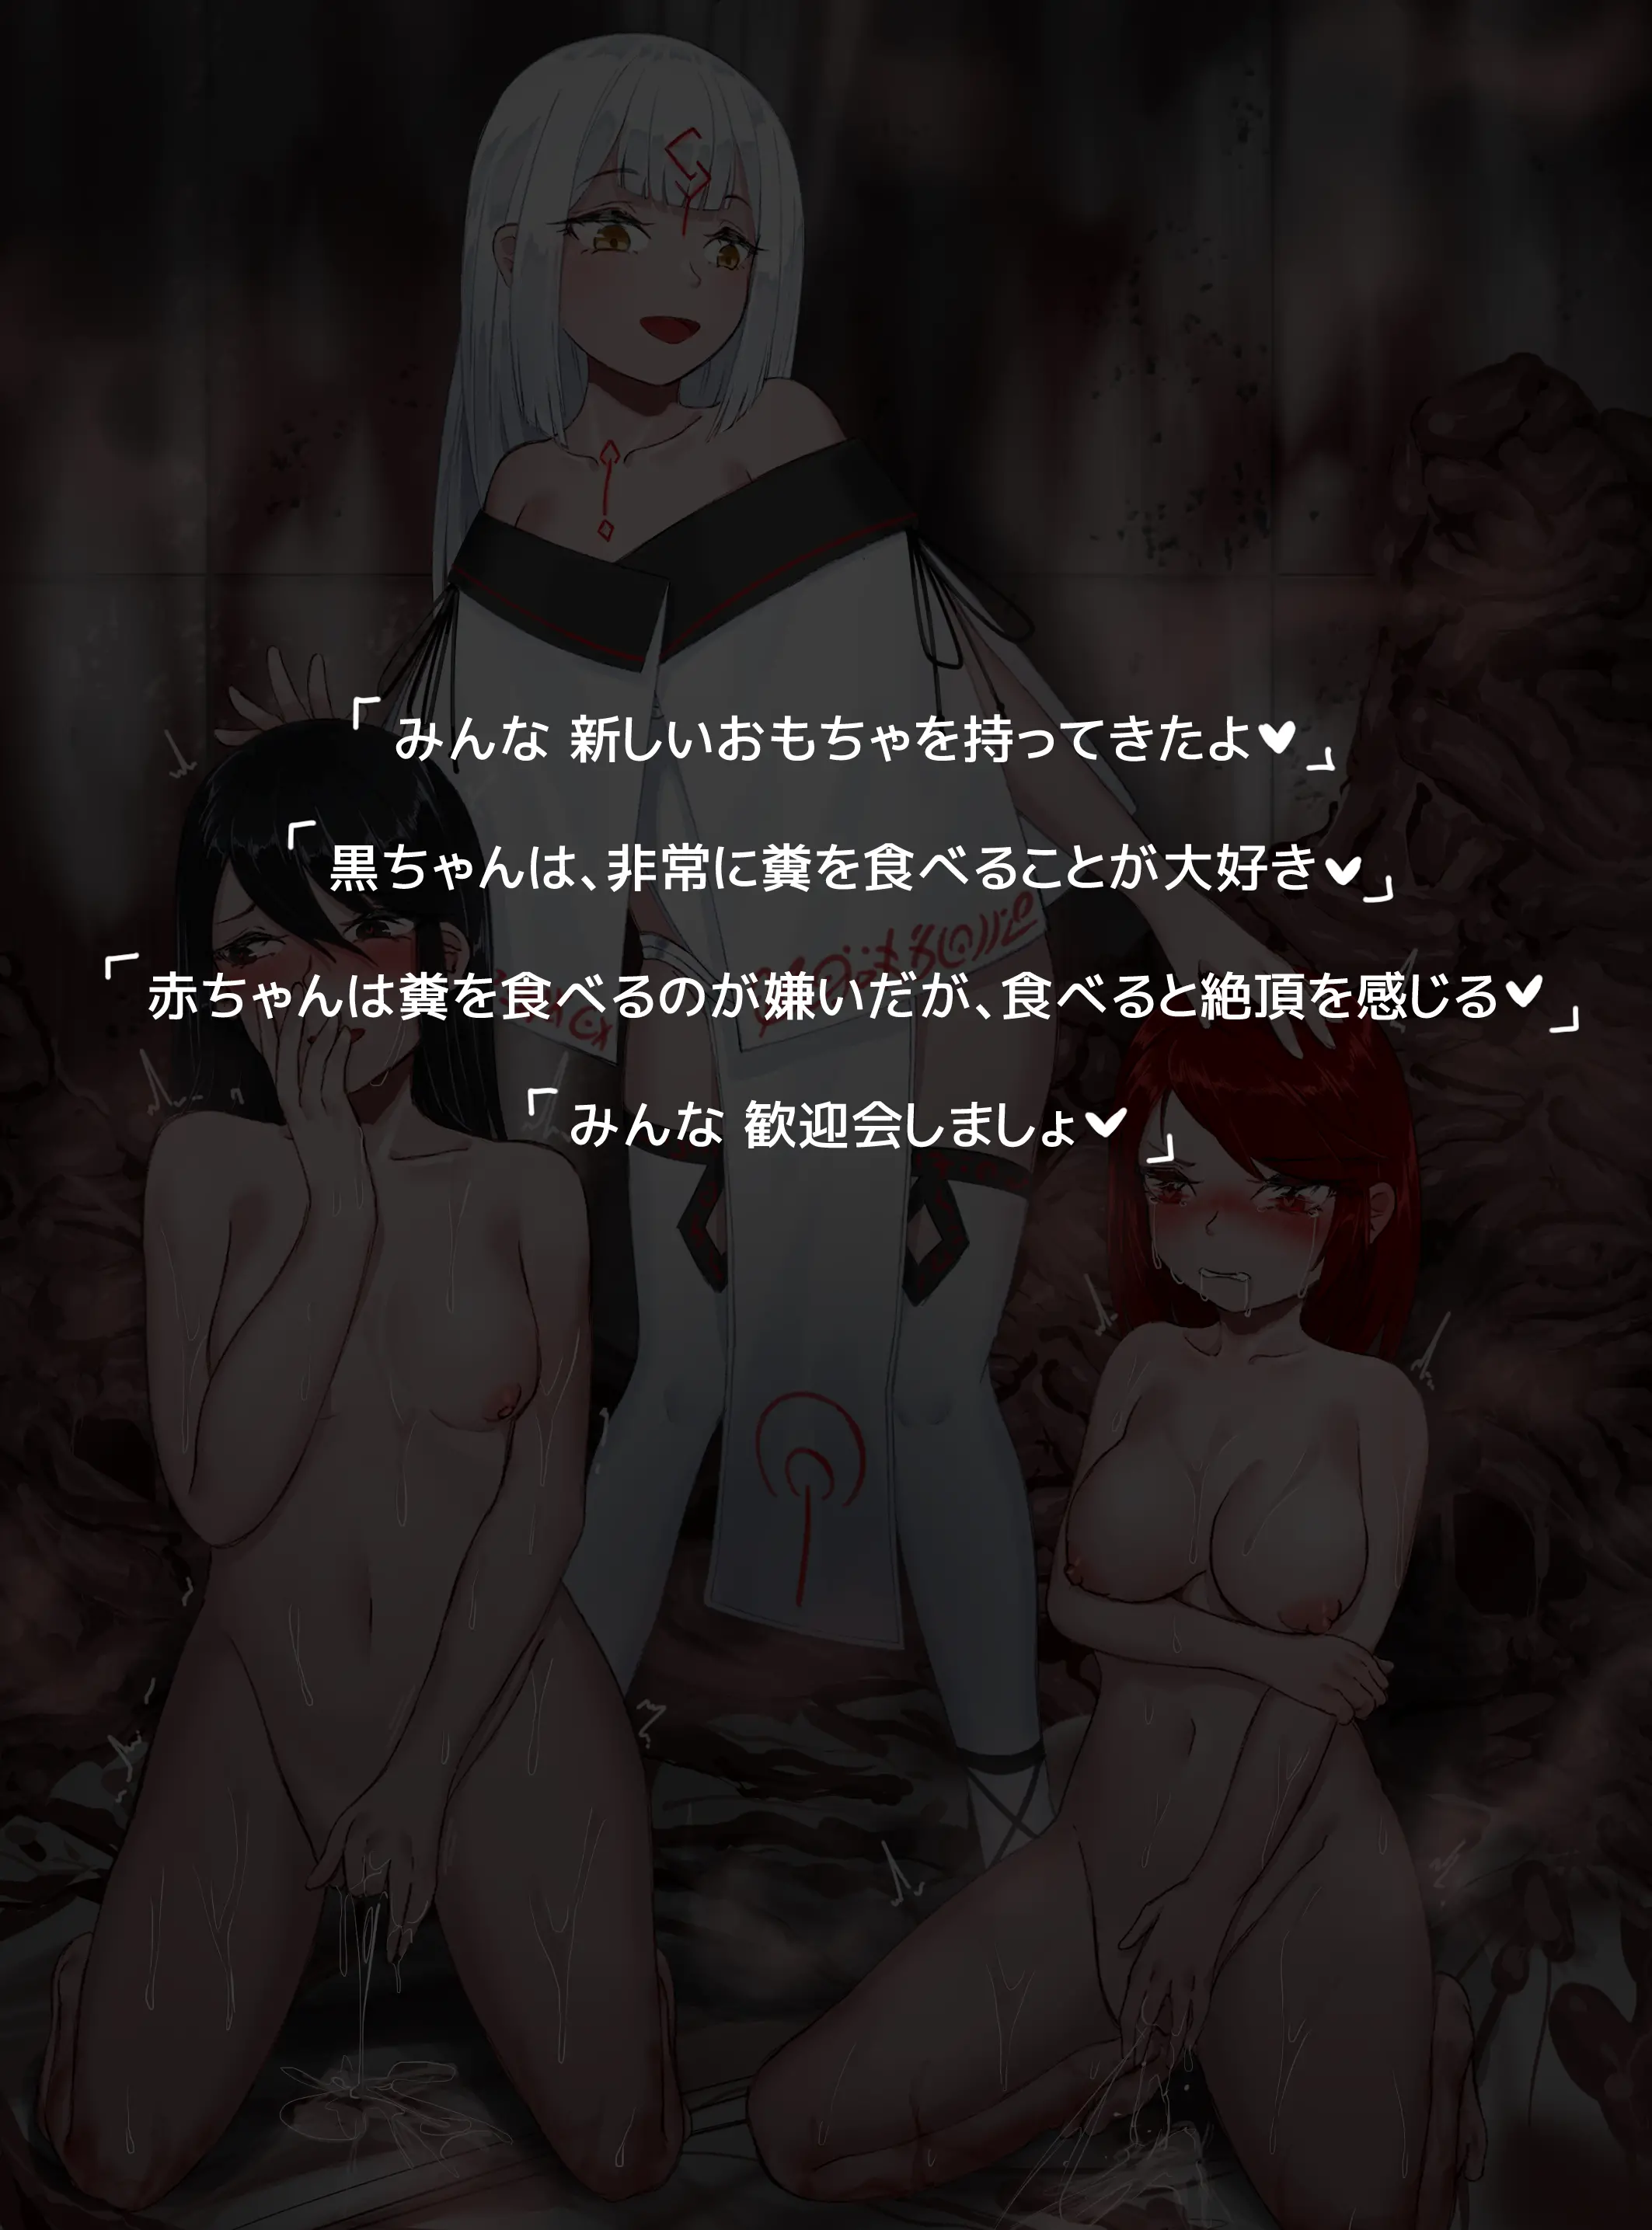 「みんな 新しいおもちゃを持ってきたよ♥」
「黒ちゃんは、非常に糞を食べることが大好き♥」
「赤ちゃんは糞を食べるのが嫌いだが、食べると絶頂を感じる♥」
「みんな 歓迎会しましょ♥」